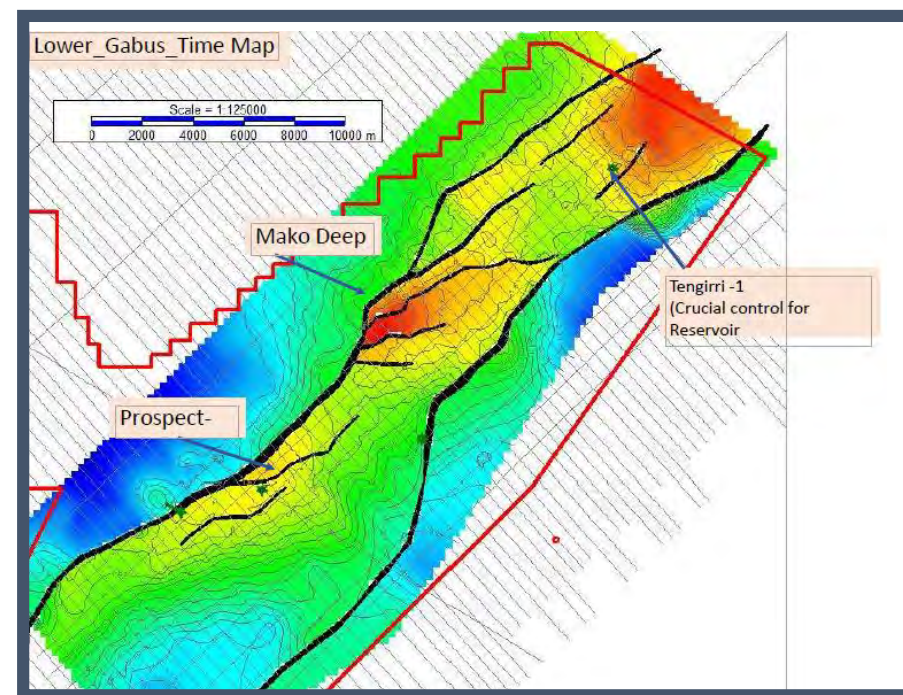 Lower_Gabus_Time Map
Scale = 1:125000
0 2000 4000 6000 8000 10000 m
Mako Deep
Tengirri -1
(Crucial control for
Reservoir
Prospect-